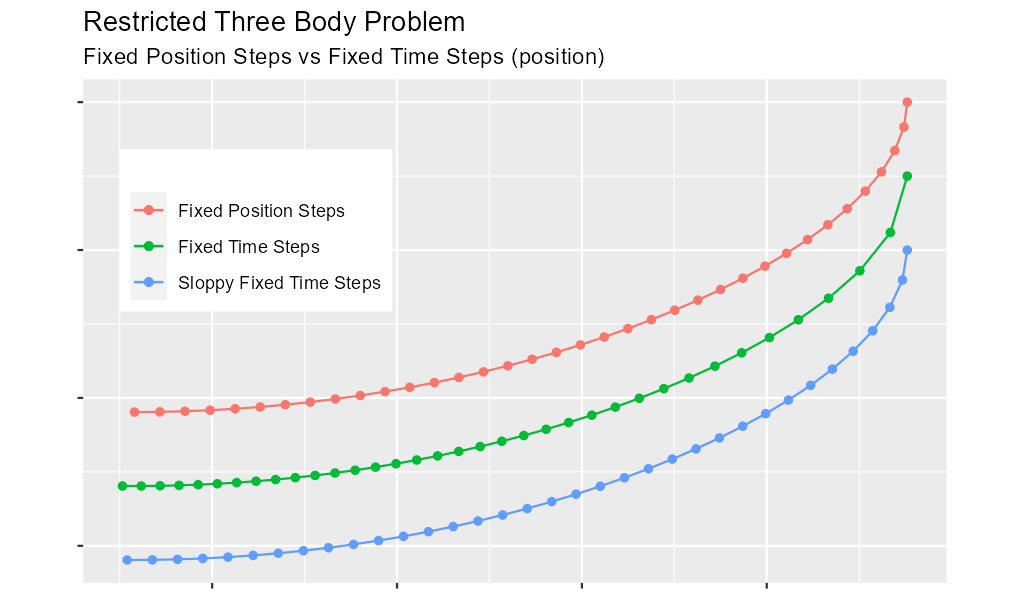 Restricted Three Body Problem
Fixed Position Steps vs Fixed Time Steps (position)
Fixed Position Steps
Fixed Time Steps
Sloppy Fixed Time Steps